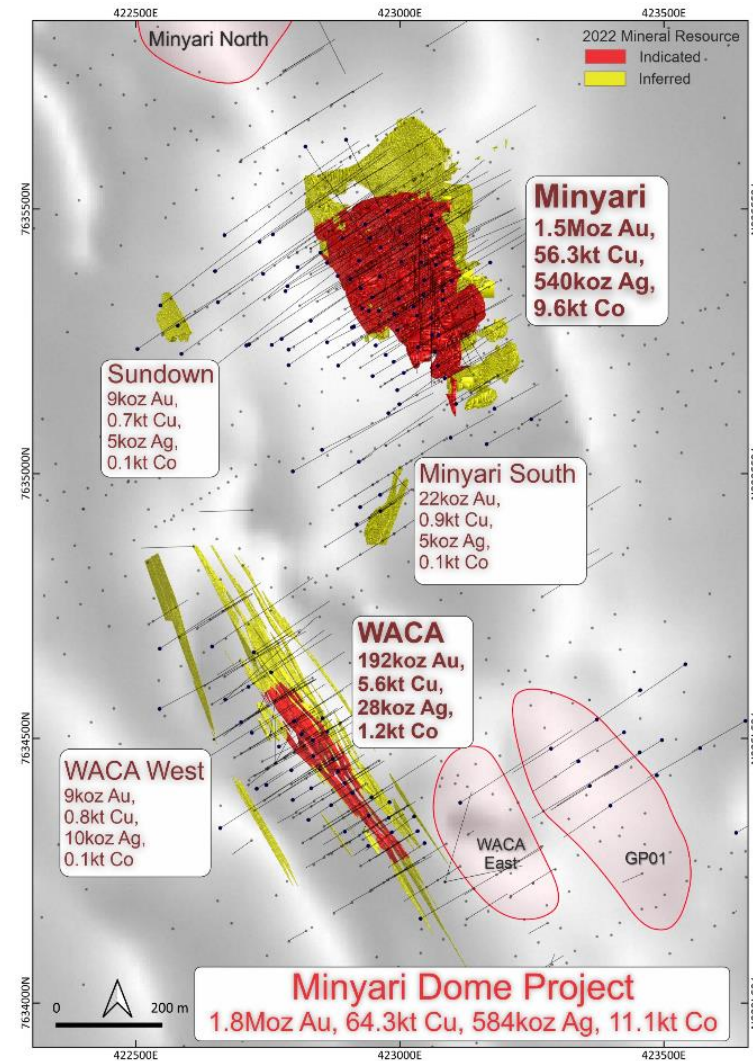 422500E
423000E
423500E
Minyari North
2022 Mineral Resource
Indicated
Inferred
7635500N
Minyari
1.5Moz Au,
56.3kt Cu,
540koz Ag,
9.6kt Co
Sundown
9koz Au,
0.7kt Cu,
5koz Ag,
0.1kt Co
7635000N
Minyari South
22koz Au,
0.9kt Cu,
5koz Ag,
0.1kt Co
WACA
192koz Au,
5.6kt Cu,
28koz Ag,
1.2kt Co
7634500N
WACA West
9koz Au,
0.8kt Cu,
10koz Ag,
0.1kt Co
WACA
East
GP01
Minyari Dome Project
1.8Moz Au, 64.3kt Cu, 584koz Ag, 11.1kt Co
0
200 m
7634000N
422500E
423000E
423500E